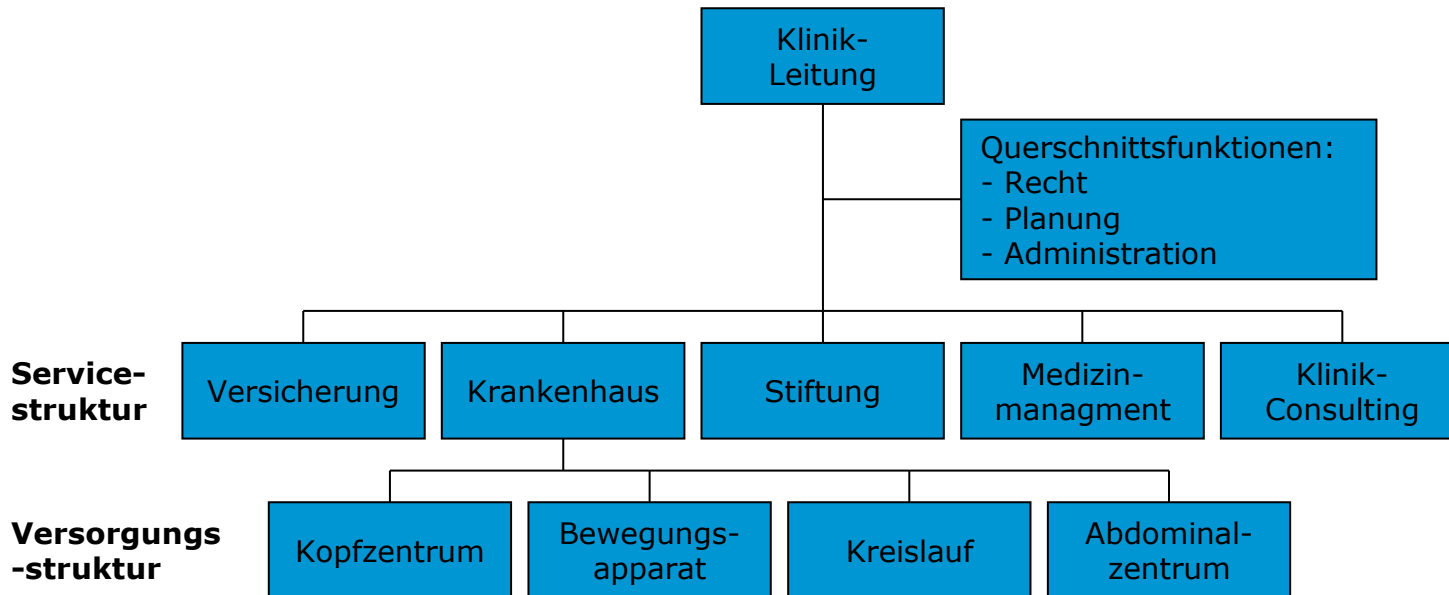 Klinik-
Leitung
Querschnittsfunktionen:
- Recht
- Planung
- Administration
Service-
struktur
Versicherung
Krankenhaus
Stiftung
Medizin-
managment
Klinik-
Consulting
Versorgungs
-struktur
Kopfzentrum
Bewegungs-
apparat
Kreislauf
Abdominal-
zentrum